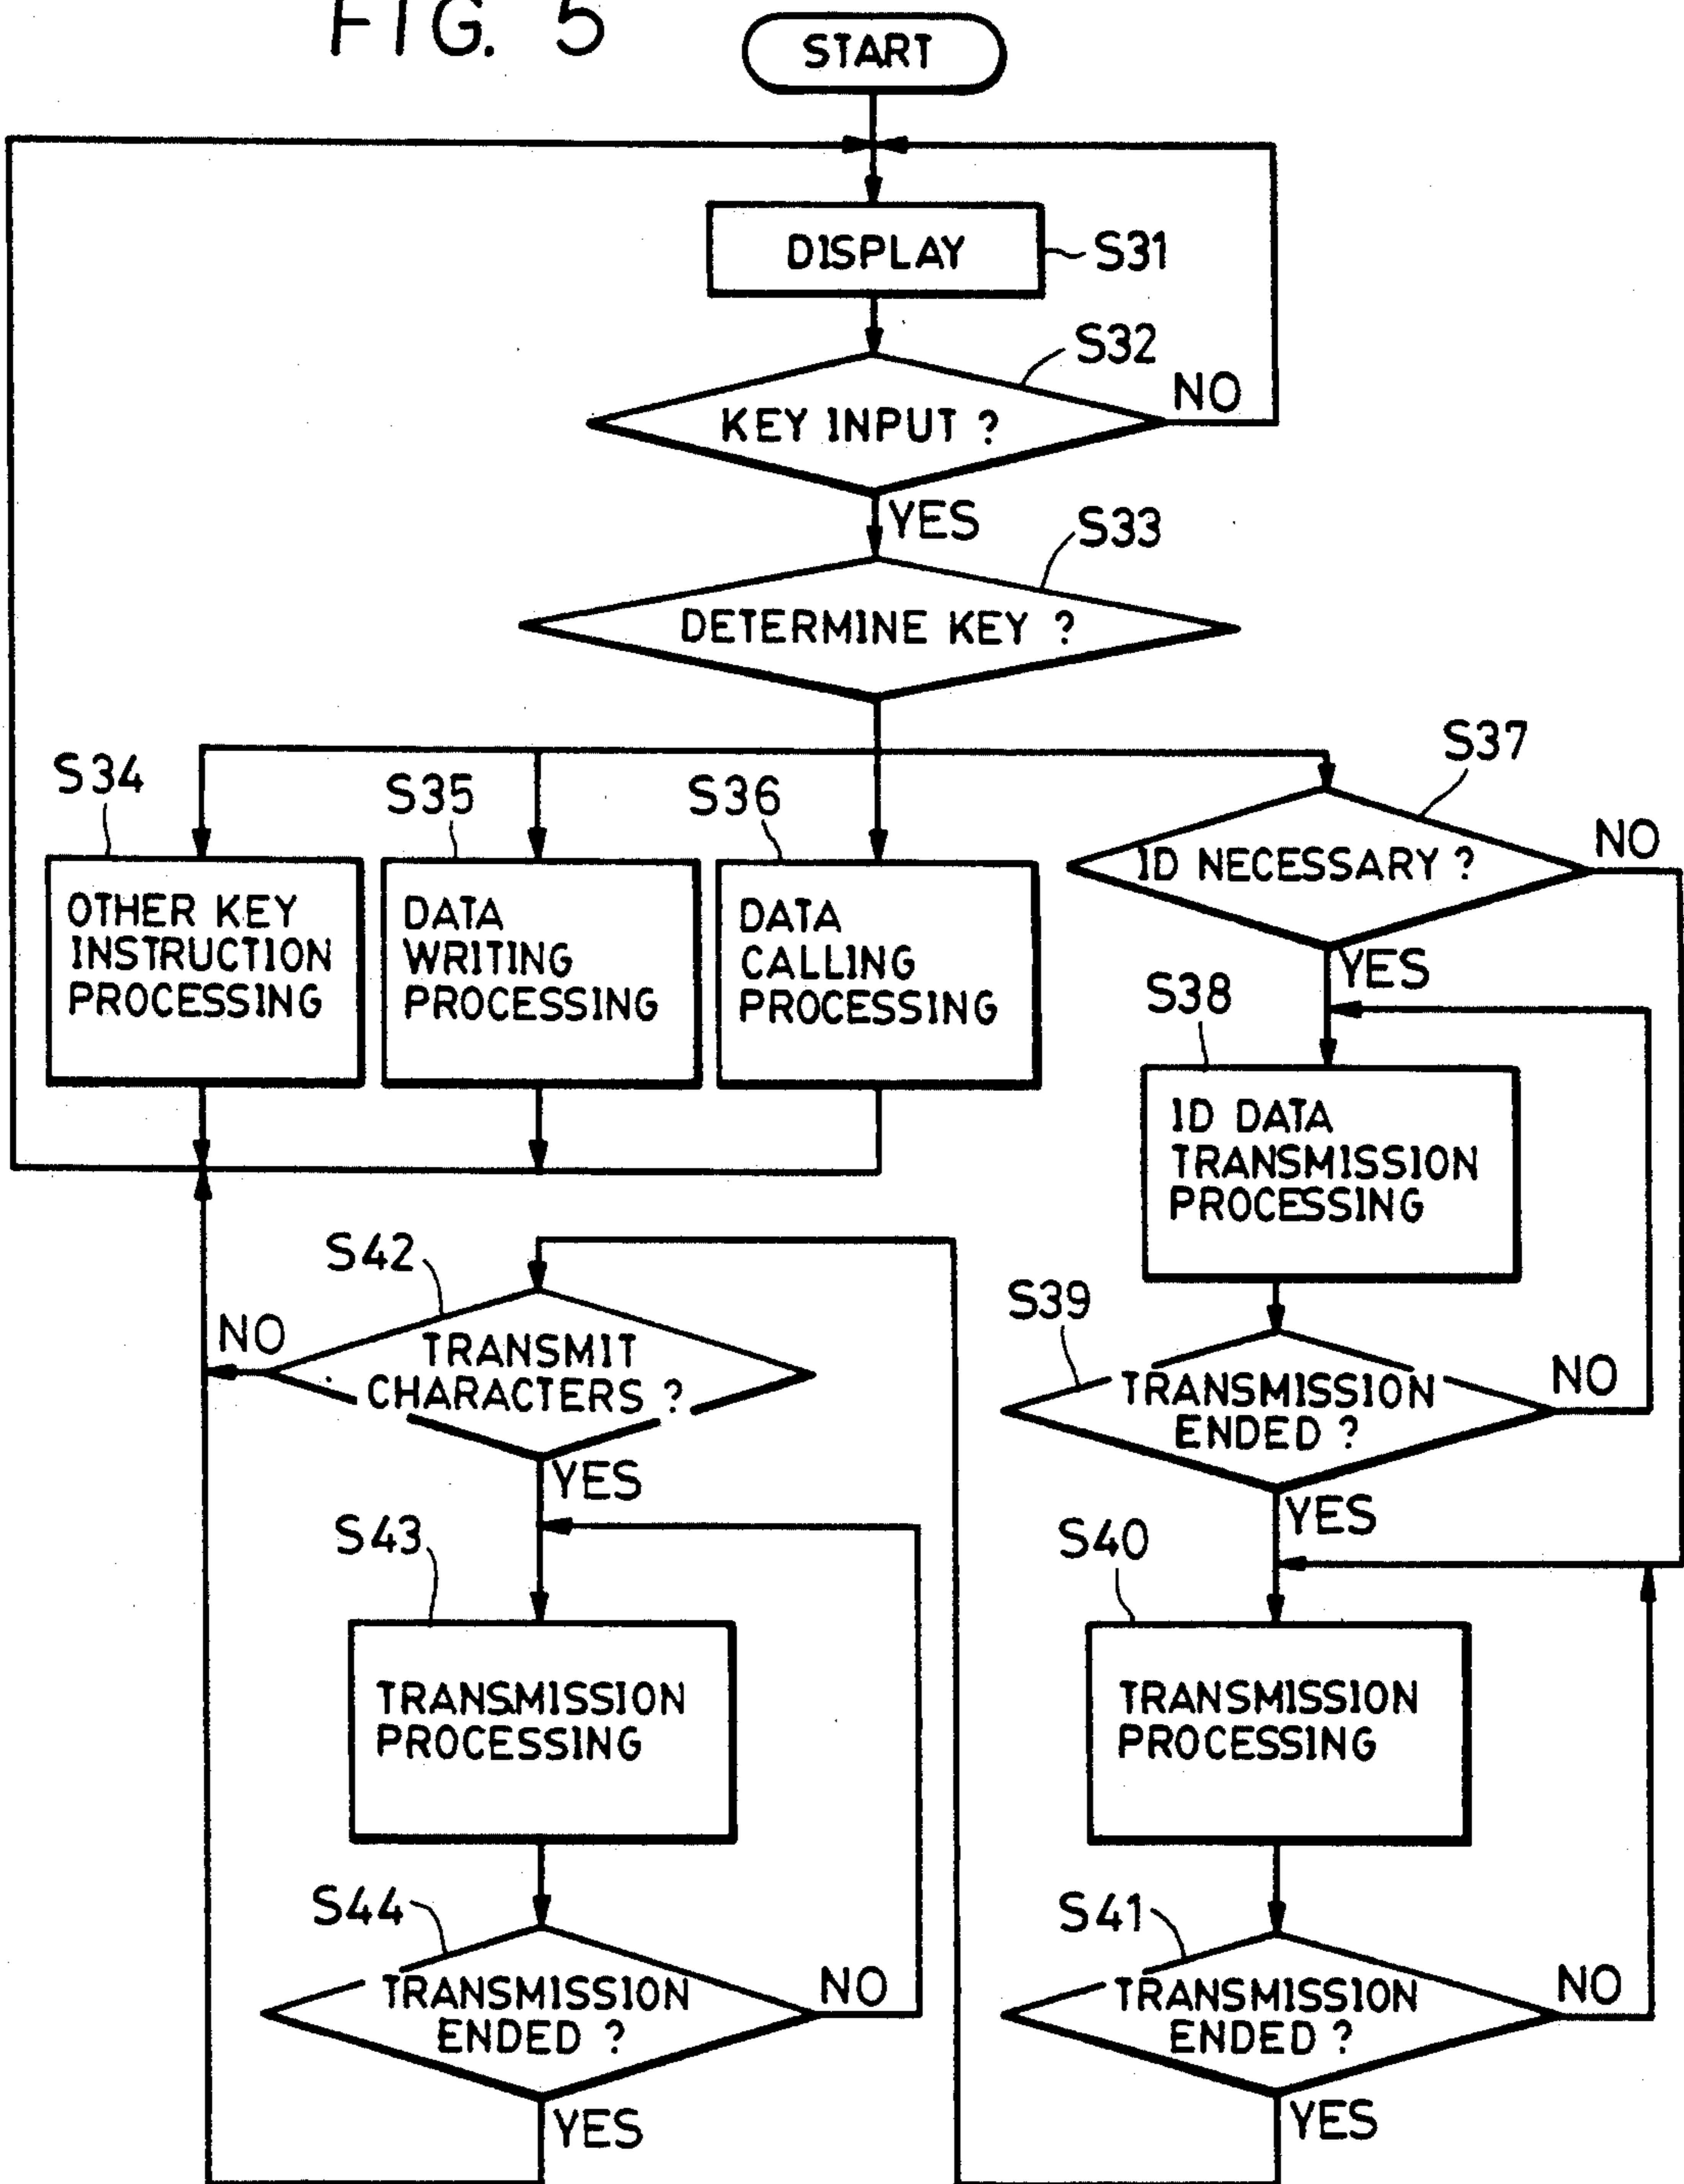 FIG. 5
START
DISPLAY
S31
S32
KEY INPUT ?
NO
YES
S33
DETERMINE KEY ?
S34
OTHER KEY
INSTRUCTION
PROCESSING
S35
DATA
WRITING
PROCESSING
S36
DATA
CALLING
PROCESSING
S37
ID NECESSARY ?
NO
YES
S38
ID DATA
TRANSMISSION
PROCESSING
S39
TRANSMISSION
ENDED ?
NO
YES
S40
TRANSMISSION
PROCESSING
S41
TRANSMISSION
ENDED ?
NO
YES
S42
TRANSMIT
CHARACTERS ?
NO
YES
S43
TRANSMISSION
PROCESSING
S44
TRANSMISSION
ENDED ?
NO
YES